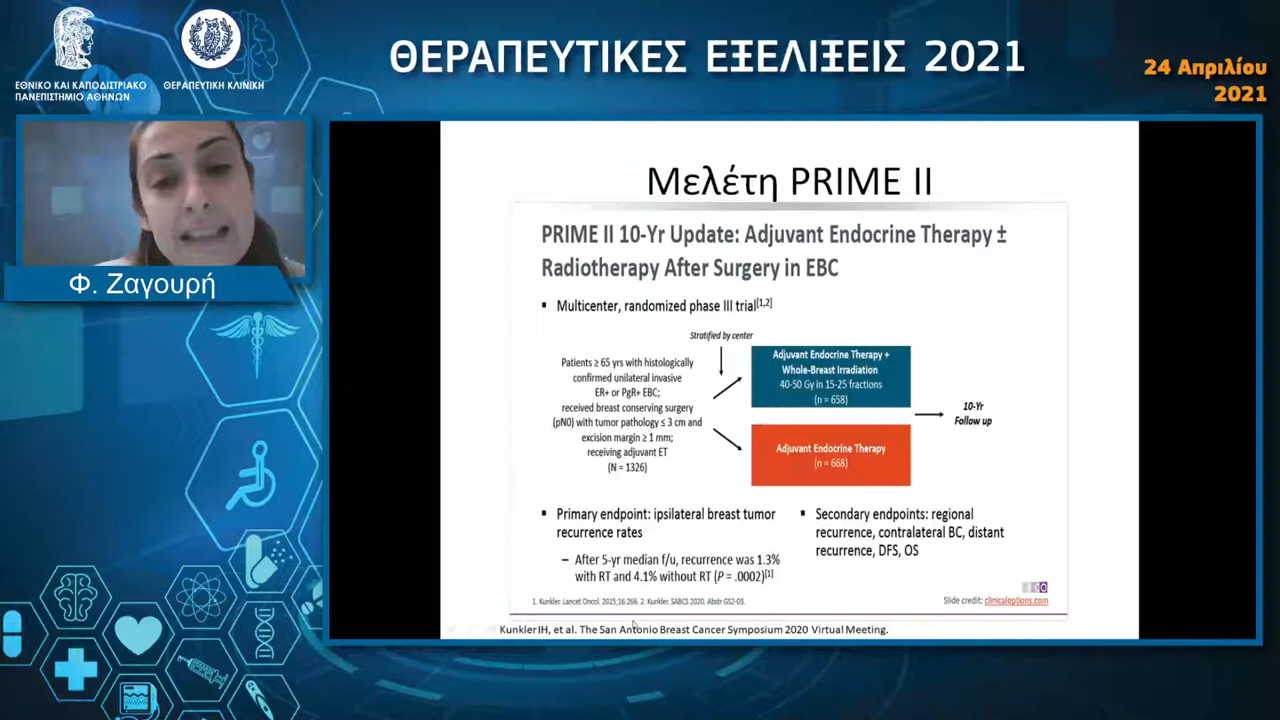 ΕΘΝΙΚΟ ΚΑΙ ΚΑΠΟΔΙΣΤΡΙΑΚΟ
ΠΑΝΕΠΙΣΤΗΜΙΟ ΑΘΗΝΩΝ
ΘΕΡΑΠΕΥΤΙΚΗ ΚΛΙΝΙΚΗ
ΘΕΡΑΠΕΥΤΙΚΕΣ ΕΞΕΛΙΞΕΙΣ 2021
24 Απριλίου
2021
Φ. Ζαγουρή
Μελέτη PRIME II
PRIME II 10-Yr Update: Adjuvant Endocrine Therapy ±
Radiotherapy After Surgery in EBC
▪ Multicenter, randomized phase III trial[1,2]
Stratified by center
Patients ≥ 65 yrs with histologically
confirmed unilateral invasive
ER+ or PgR+ EBC;
received breast conserving surgery
(pN0) with tumor pathology ≤ 3 cm and
excision margin ≥ 1 mm;
receiving adjuvant ET
(N = 1326)
Adjuvant Endocrine Therapy +
Whole-Breast Irradiation
40-50 Gy in 15-25 fractions
(n = 658)
Adjuvant Endocrine Therapy
(n = 668)
10-Yr
Follow up
▪ Primary endpoint: ipsilateral breast tumor
recurrence rates
– After 5-yr median f/u, recurrence was 1.3%
with RT and 4.1% without RT (P = .0002)[1]
▪ Secondary endpoints: regional
recurrence, contralateral BC, distant
recurrence, DFS, OS
1. Kunkler. Lancet Oncol. 2015;16:266. 2. Kunkler. SABCS 2020. Abstr GS2-03.
Slide credit: clinicaloptions.com
Kunkler IH, et al. The San Antonio Breast Cancer Symposium 2020 Virtual Meeting.